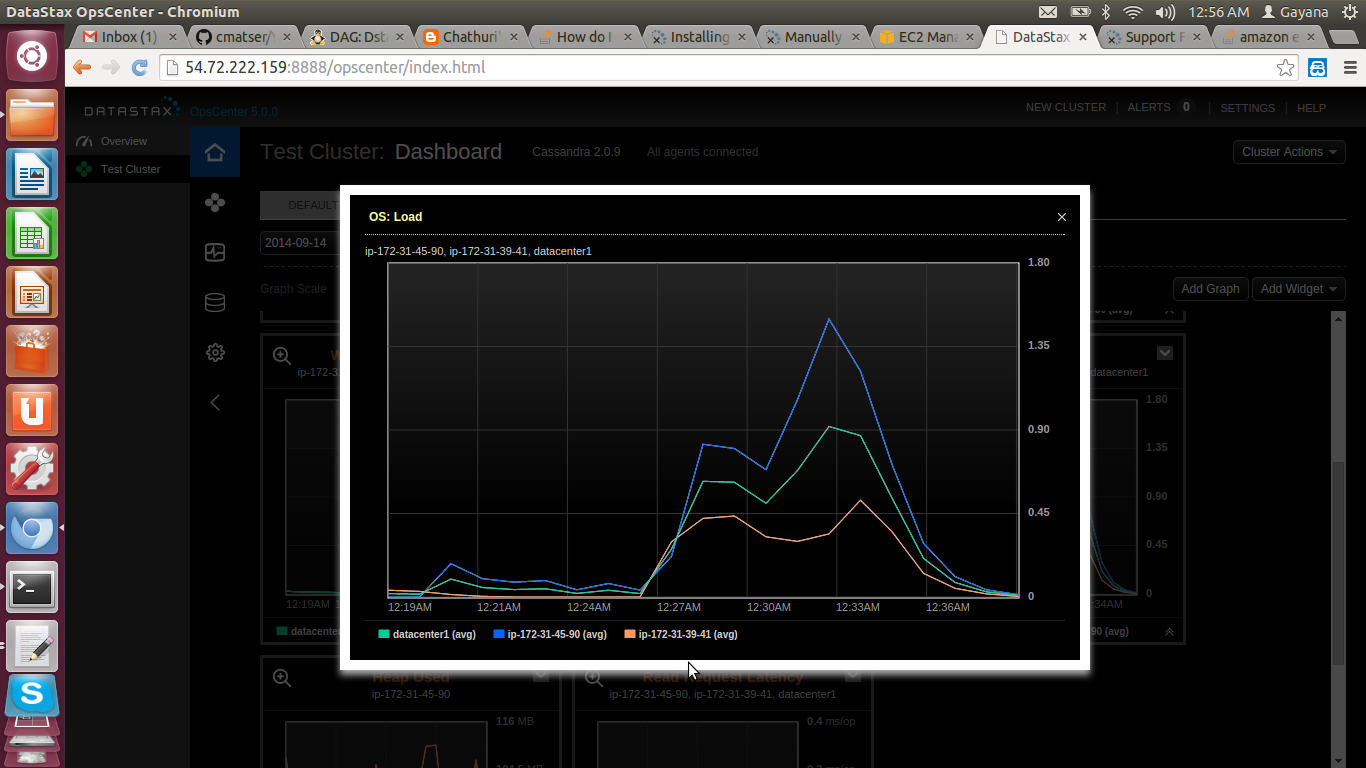 DataStax OpsCenter - Chromium
12:56 AM Gayana
Inbox (1)
cmatser/
DAG: Dsta
Chathuri'
How do I
Installing
Manually
EC2 Mana
DataStax
Support F
amazon e
54.72.222.159:8888/opscenter/index.html
DATASTAX OpsCenter 5.0.0
NEW CLUSTER | ALERTS 0 | SETTINGS | HELP
Overview
Test Cluster
Test Cluster: Dashboard Cassandra 2.0.9 All agents connected
Cluster Actions
DEFAULT
2014-09-14
Graph Scale
Add Graph
Add Widget
OS: Load
ip-172-31-45-90, ip-172-31-39-41, datacenter1
1.80
1.35
0.90
0.45
0
12:19AM 12:21AM 12:24AM 12:27AM 12:30AM 12:33AM 12:36AM
datacenter1 (avg) ip-172-31-45-90 (avg) ip-172-31-39-41 (avg)
W
ip-172-3
12:19AM
datacente
datacenter1
1.80
1.35
0.90
0.45
0
:34AM
90 (avg)
Heap Used
ip-172-31-45-90
116 MB
Read Request Latency
ip-172-31-45-90, ip-172-31-39-41, datacenter1
0.4 ms/op